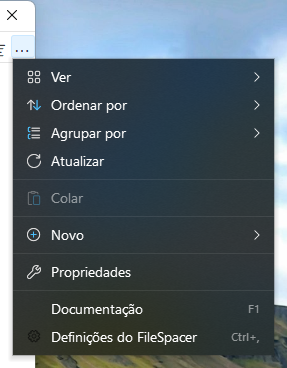 Ver
Ordenar por
Agrupar por
Atualizar
Colar
Novo
Propriedades
Documentação F1
Definições do FileSpacer Ctrl+,